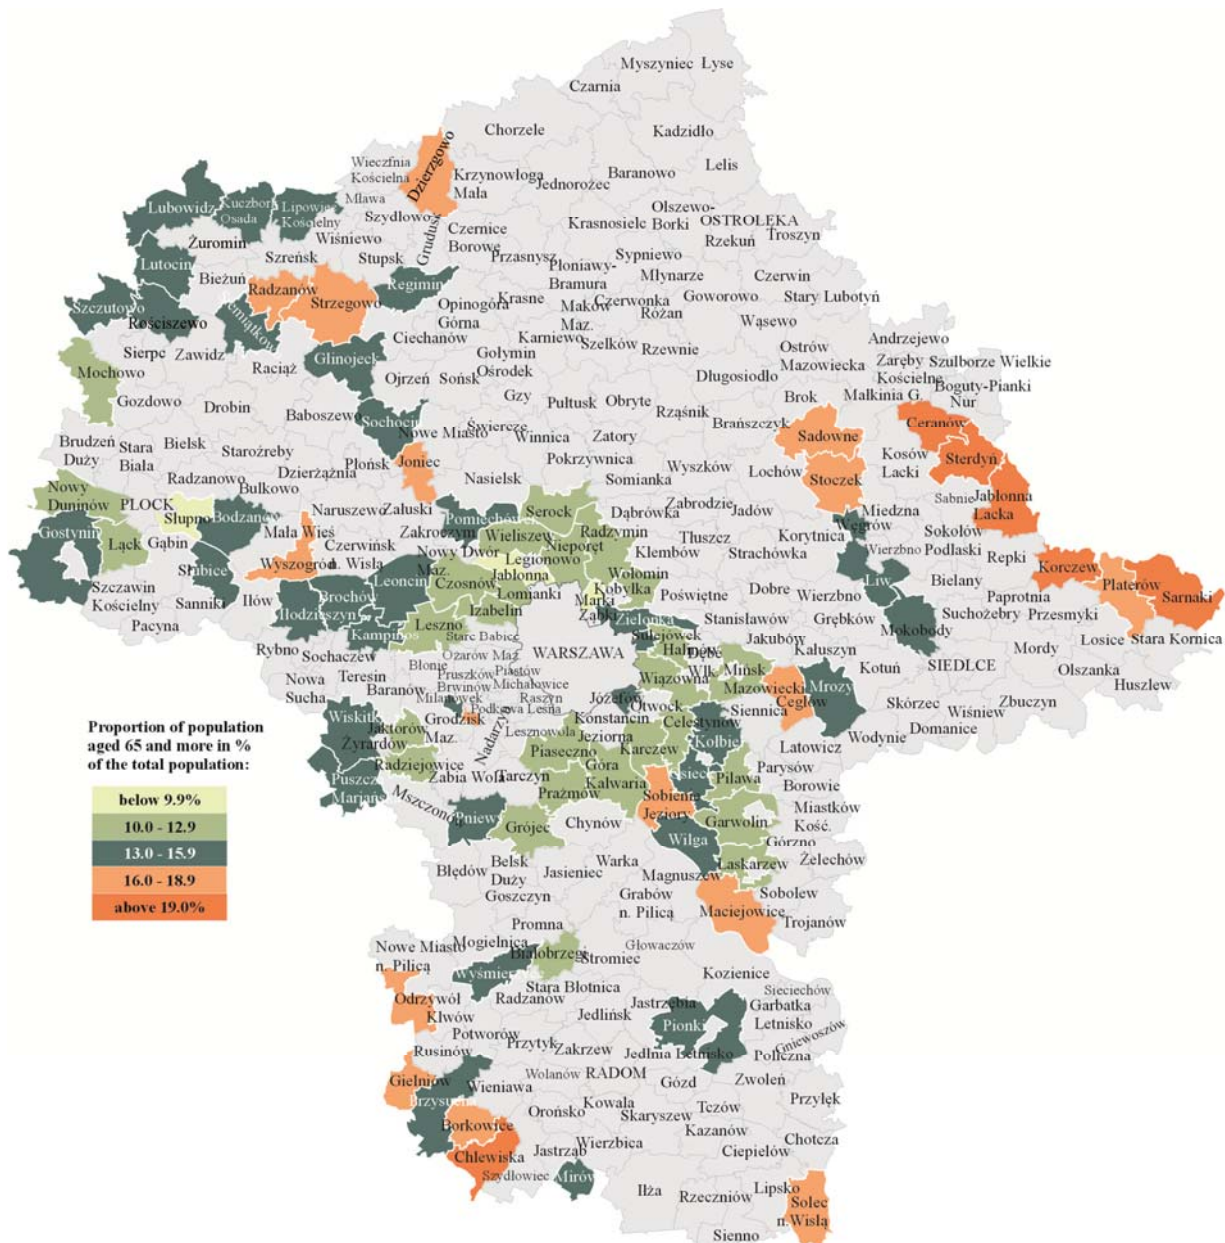 Myszyniec Łyse
Czarnia
Chorzele
Kadzidło
Lelis
Wieczfnia
Kościelna
Dzierzgowo
Krzynowłoga
Mała
Jednorożec
Baranowo
Lubowidz
Kuczbor
Osada
Lipowiec
Kościelny
Mława
Szydłowo
Grudusk
Czernice
Borowe
Krasnosielc
Olszewo-
Borki
OSTROŁĘKA
Rzekuń
Troszyn
Żuromin
Wiśniewo
Szreńsk
Stupsk
Przasnysz
Płoniawy-
Bramura
Sypniewo
Młynarze
Czerwin
Lutocin
Bieżuń
Radzanów
Strzegowo
Regimin
Opinogóra
Górna
Krasne
Maków
Maz.
Czerwonka
Różan
Goworowo
Stary Lubotyń
Szczutowo
Rościszewo
Ciechanów
Karniewo
Szelków
Rzewnie
Wąsewo
Ostrów
Mazowiecka
Andrzejewo
Zaręby
Kościelne
Szulborze Wielkie
Boguty-Pianki
Nur
Sierpc
Zawidz
Raciąż
Glinojeck
Ojrzeń
Sońsk
Gołymin
Ośrodek
Długosiodło
Małkinia G.
Mochowo
Gozdowo
Drobin
Baboszewo
Sochocin
Gzy
Pułtusk
Obryte
Rząśnik
Brańszczyk
Brok
Sadowne
Ceranów
Kosów
Lacki
Sterdyń
Brudzeń
Duży
Stara
Biała
Bielsk
Staroźreby
Dzierzążnia
Płońsk
Nowe Miasto
Świercze
Winnica
Zatory
Joniec
Nasielsk
Pokrzywnica
Somianka
Wyszków
Łochów
Stoczek
Sabnie
Jabłonna
Lacka
Nowy
Duninów
PŁOCK
Radzanowo
Bulkowo
Słupno
Bodzanów
Mała Wieś
Naruszewo
Załuski
Zakroczym
Pomiechówek
Serock
Dąbrówka
Zabrodzie
Jadów
Miedzna
Węgrów
Sokołów
Podlaski
Repki
Gostynin
Łąck
Gąbin
Słubice
Wyszogród
Czerwińsk
n. Wisłą
Nowy Dwór
Maz.
Wieliszew
Radzymin
Nieporęt
Klembów
Tłuszcz
Strachówka
Korytnica
Wierzbno
Liw
Korczew
Platerów
Sarnaki
Szczawin
Kościelny
Sanniki
Iłów
Młodzieszyn
Brochów
Leoncin
Czosnów
Legionowo
Jabłonna
Łomianki
Wołomin
Kobyłka
Marki
Poświętne
Dobre
Wierzbno
Bielany
Paprotnia
Suchożebry
Przesmyki
Pacyna
Kampinos
Leszno
Izabelin
Ząbki
Zielonka
Stanisławów
Grębków
Mokobody
Mordy
Łosice
Stara Kornica
Rybno
Sochaczew
Stare Babice
WARSZAWA
Sulejówek
Halinów
Dębe
Wlk.
Jakubów
Kałuszyn
Kotuń
SIEDLCE
Olszanka
Huszlew
Nowa
Sucha
Teresin
Baranów
Błonie
Ożarów Maz
Pruszków
Piastów
Brwinów
Michałowice
Milanówek
Raszyn
Podkowa Leśna
Wiązowna
Mińsk
Mazowiecki
Cegłów
Mrozy
Skórzec
Wiśniew
Zbuczyn
Domanice
Józefów
Otwock
Wiskitki
Jaktorów
Grodzisk
Maz.
Nadarzyn
Lesznowola
Konstancin
Jeziorna
Celestynów
Siennica
Wodynie
Żyrardów
Radziejowice
Żabia Wola
Tarczyn
Piaseczno
Karczew
Kołbiel
Latowicz
Puszcza
Mariańska
Mszczonów
Góra
Kalwaria
Prażmów
Osieck
Pilawa
Parysów
Borowie
Sobienie
Jeziory
Pniewy
Grójec
Chynów
Garwolin
Miastków
Kość.
Górzno
Wilga
Łaskarzew
Żelechów
Błędów
Belsk
Duży
Jasieniec
Warka
Magnuszew
Goszczyn
Grabów
n. Pilicą
Maciejowice
Sobolew
Trojanów
Promna
Nowe Miasto
n. Pilicą
Mogielnica
Białobrzegi
Stromiec
Głowaczów
Wyśmierzyce
Kozienice
Odrzywół
Klwów
Radzanów
Stara Błotnica
Jedlińsk
Jastrzębia
Sieciechów
Garbatka
Letnisko
Pionki
Gniewoszów
Potworów
Przytyk
Zakrzew
Jedlnia Letnisko
Policzna
Rusinów
Gielniów
Wieniawa
Wolanów
RADOM
Gózd
Zwoleń
Przysucha
Przyłęk
Borkowice
Orońsko
Kowala
Skaryszew
Tczów
Kazanów
Chlewiska
Szydłowiec
Jastrząb
Wierzbica
Ciepielów
Chotcza
Mirów
Iłża
Rzeczniów
Lipsko
Solec
n. Wisłą
Sienno
Proportion of population
aged 65 and more in %
of the total population:
below 9.9%
10.0 - 12.9
13.0 - 15.9
16.0 - 18.9
above 19.0%